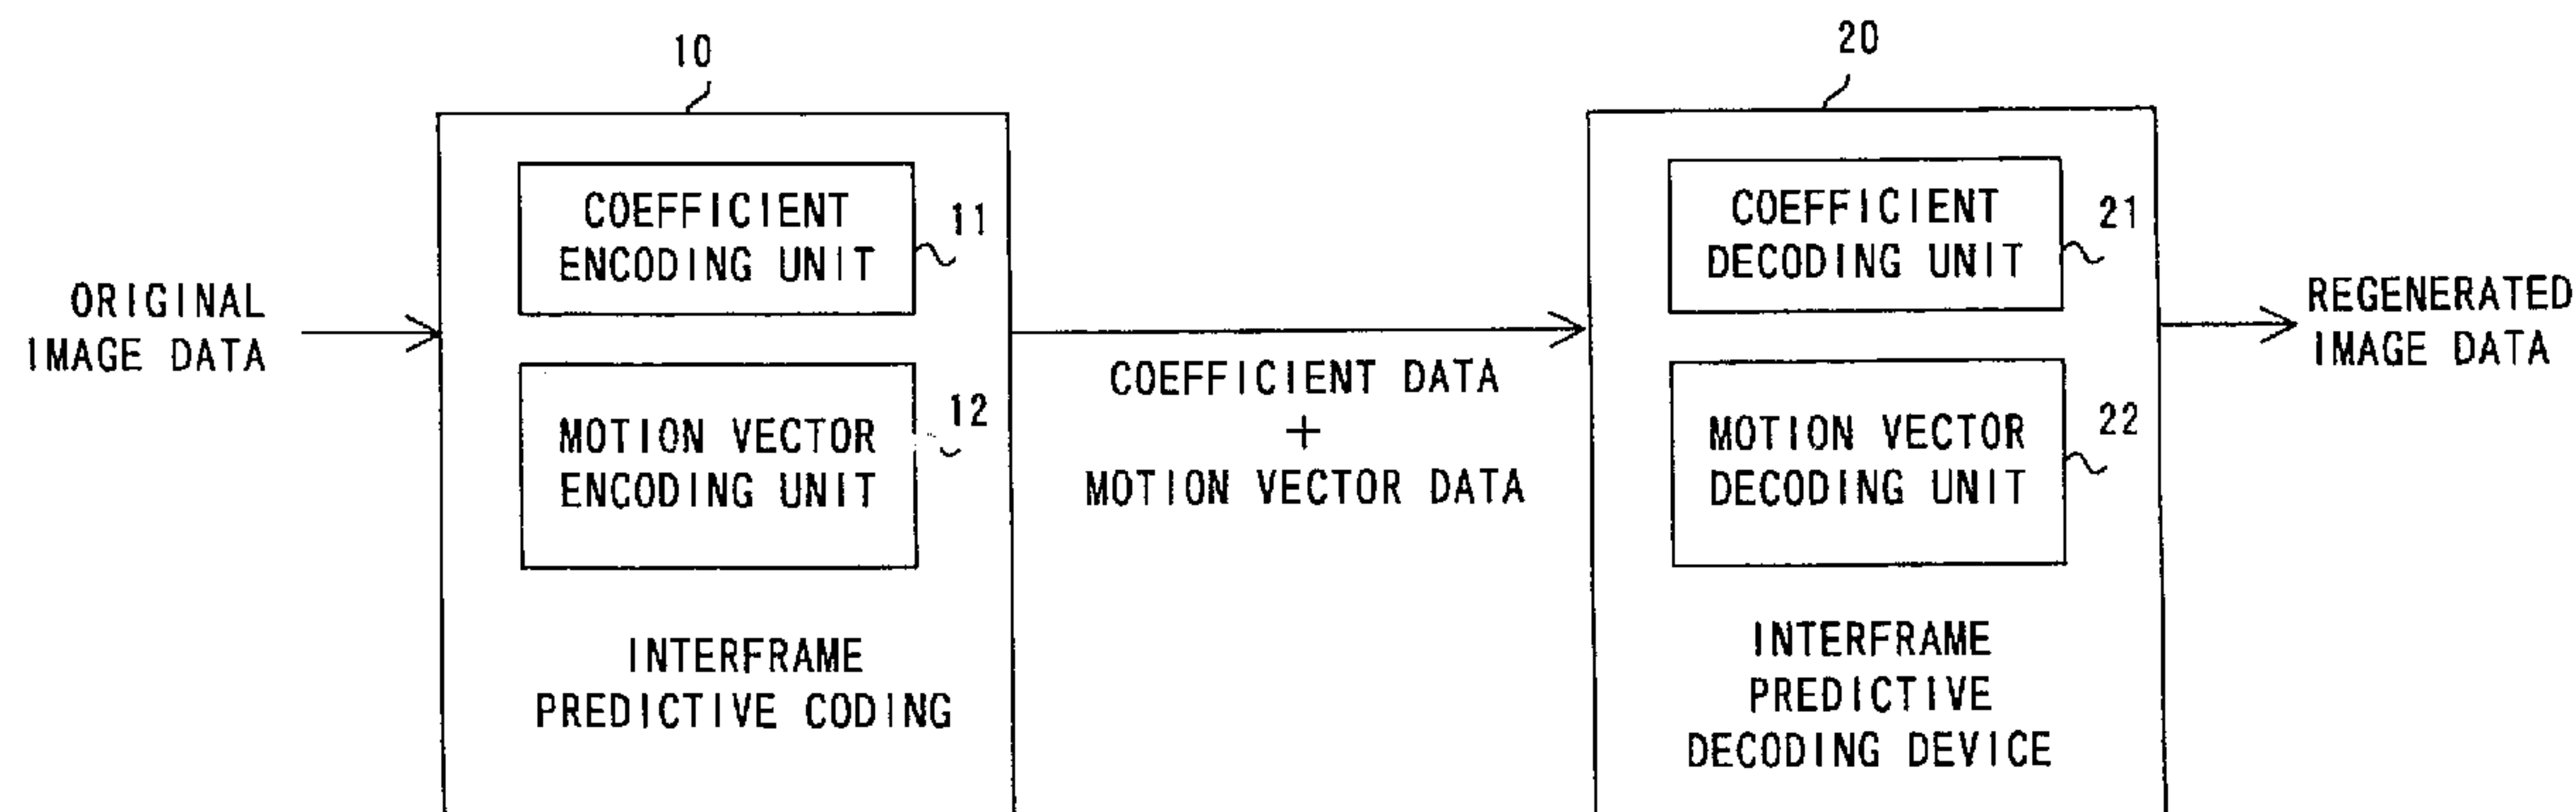 10
20
COEFFICIENT
ENCODING UNIT
11
COEFFICIENT
DECODING UNIT
21
ORIGINAL
IMAGE DATA
REGENERATED
IMAGE DATA
COEFFICIENT DATA
+
MOTION VECTOR DATA
MOTION VECTOR
ENCODING UNIT
12
MOTION VECTOR
DECODING UNIT
22
INTERFRAME
PREDICTIVE CODING
INTERFRAME
PREDICTIVE
DECODING DEVICE